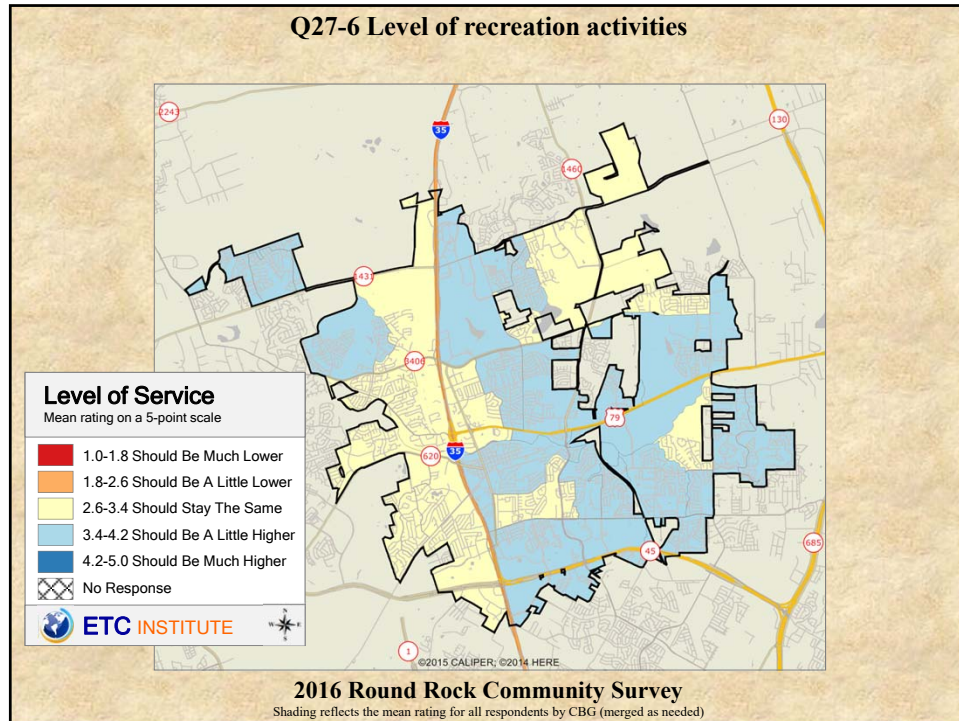 Q27-6 Level of recreation activities
2243
35
130
1460
1431
3406
79
620
35
45
685
1
Level of Service
Mean rating on a 5-point scale
1.0-1.8 Should Be Much Lower
1.8-2.6 Should Be A Little Lower
2.6-3.4 Should Stay The Same
3.4-4.2 Should Be A Little Higher
4.2-5.0 Should Be Much Higher
No Response
ETC INSTITUTE
N
W E
S
©2015 CALIPER; ©2014 HERE
2016 Round Rock Community Survey
Shading reflects the mean rating for all respondents by CBG (merged as needed)